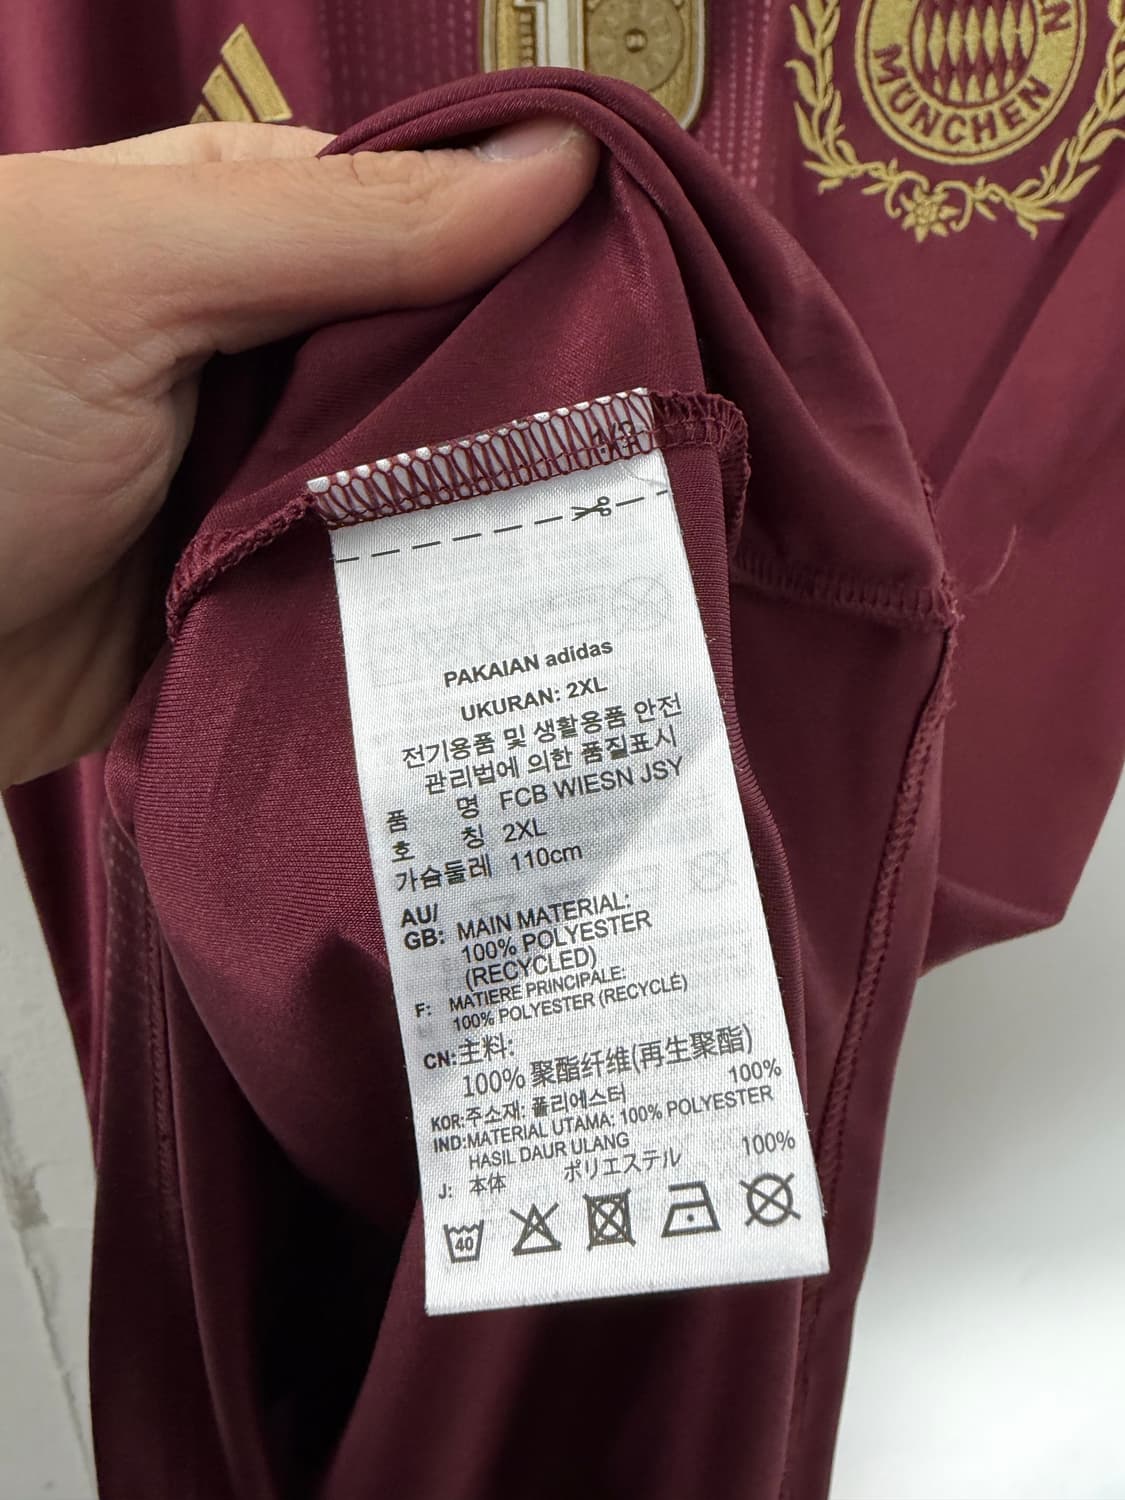 MÜNCHEN
1/2
PAKAIAN adidas
UKURAN: 2XL
전기용품 및 생활용품 안전
관리법에 의한 품질표시
품 명 FCB WIESN JSY
호 칭 2XL
가슴둘레 110cm
AU/
GB: MAIN MATERIAL:
100% POLYESTER
(RECYCLED)
F: MATIERE PRINCIPALE:
100% POLYESTER (RECYCLÉ)
CN:主料:
100% 聚酯纤维(再生聚酯)
KOR:주소재: 폴리에스터 100%
IND:MATERIAL UTAMA: 100% POLYESTER
HASIL DAUR ULANG
J: 本体 ポリエステル 100%
40